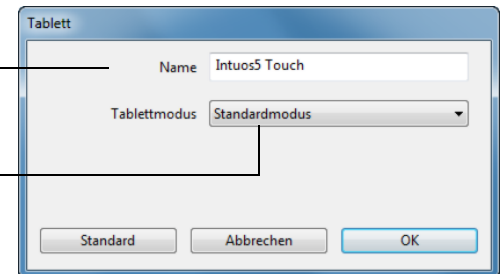 Tablett
Name Intuos5 Touch
Tablettmodus Standardmodus
Standard Abbrechen OK